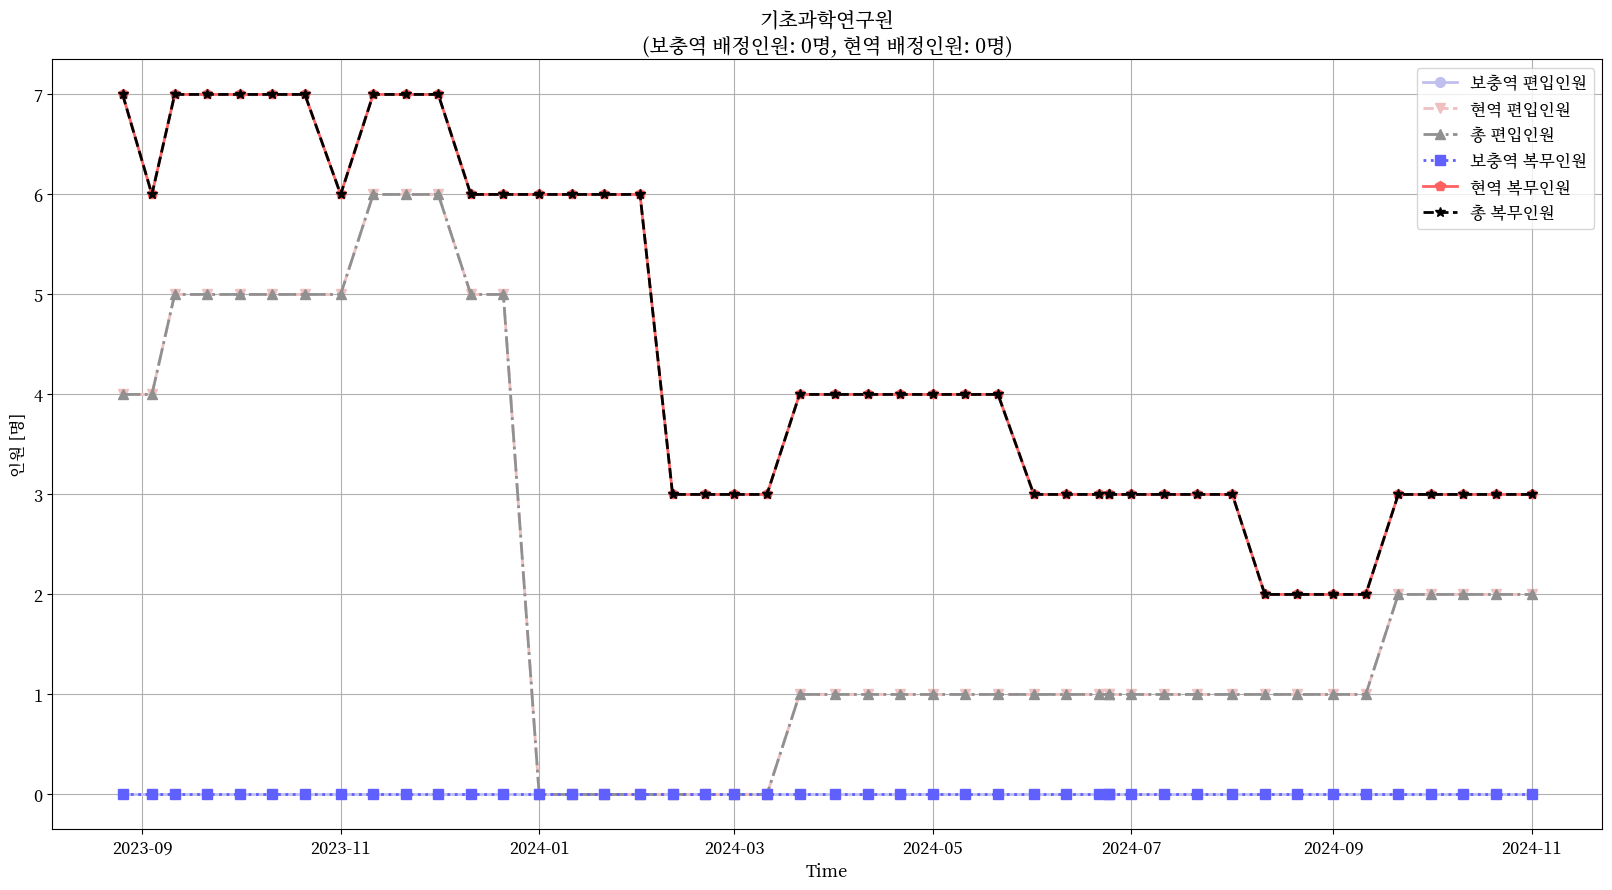 기초과학연구원
(보충역 배정인원: 0명, 현역 배정인원: 0명)
보충역 편입인원
현역 편입인원
총 편입인원
보충역 복무인원
현역 복무인원
총 복무인원
인원 [명]
7
6
5
4
3
2
1
0
2023-09 2023-11 2024-01 2024-03 2024-05 2024-07 2024-09 2024-11
Time